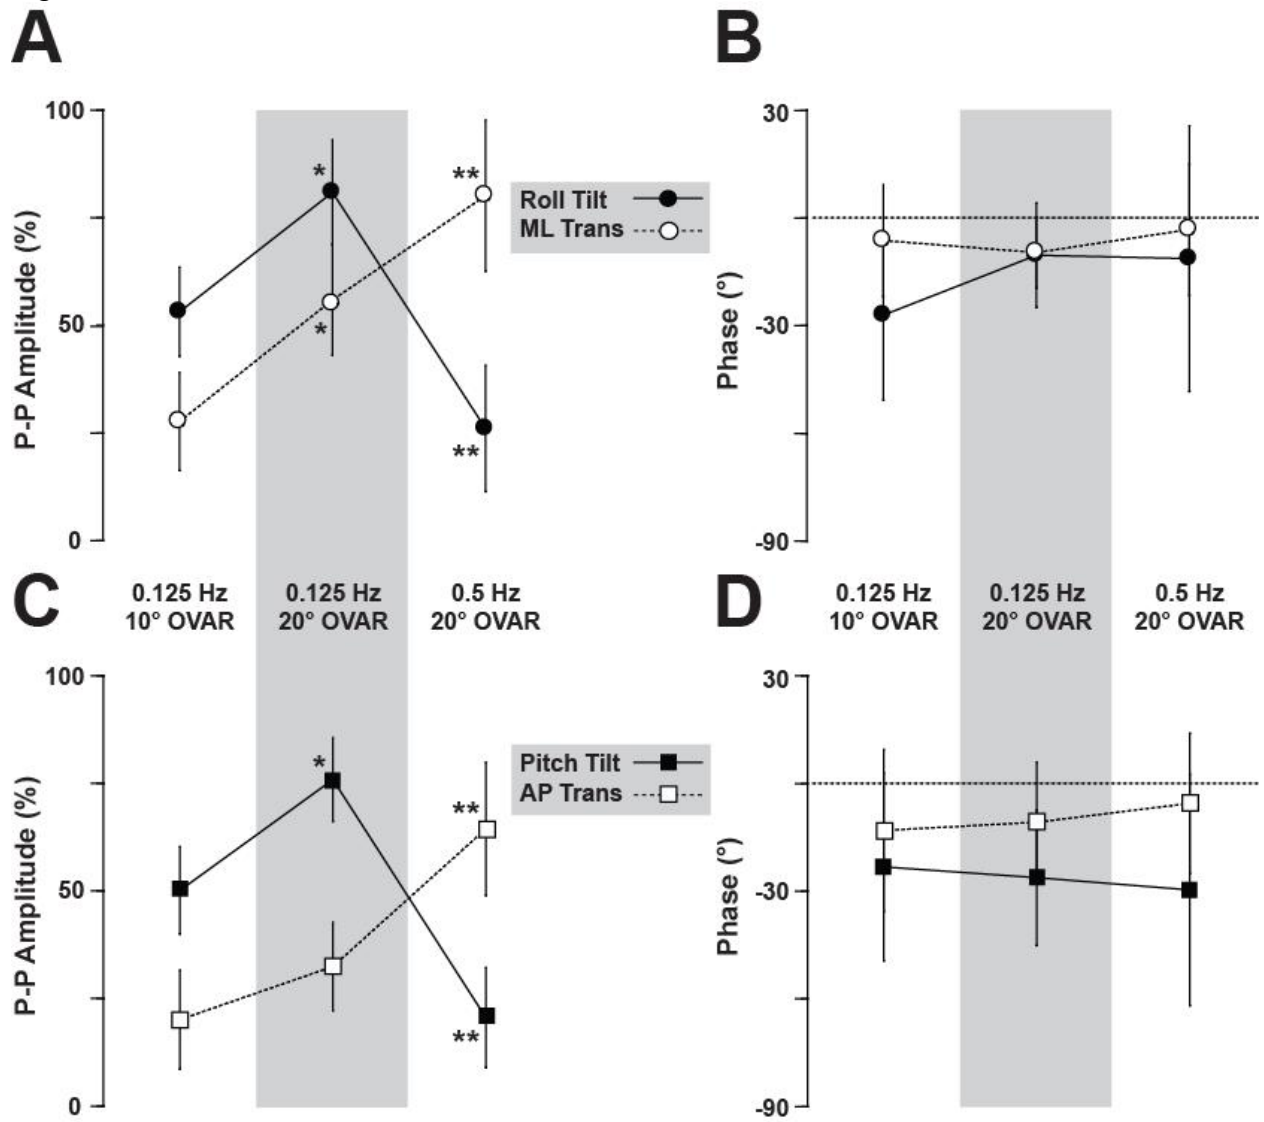 A
B
100
50
0
P-P Amplitude (%)
*
*
**
**
Roll Tilt
ML Trans
30
-30
-90
Phase (°)
0.125 Hz
10° OVAR
0.125 Hz
20° OVAR
0.5 Hz
20° OVAR
0.125 Hz
10° OVAR
0.125 Hz
20° OVAR
0.5 Hz
20° OVAR
C
D
100
50
0
P-P Amplitude (%)
*
**
**
Pitch Tilt
AP Trans
30
-30
-90
Phase (°)